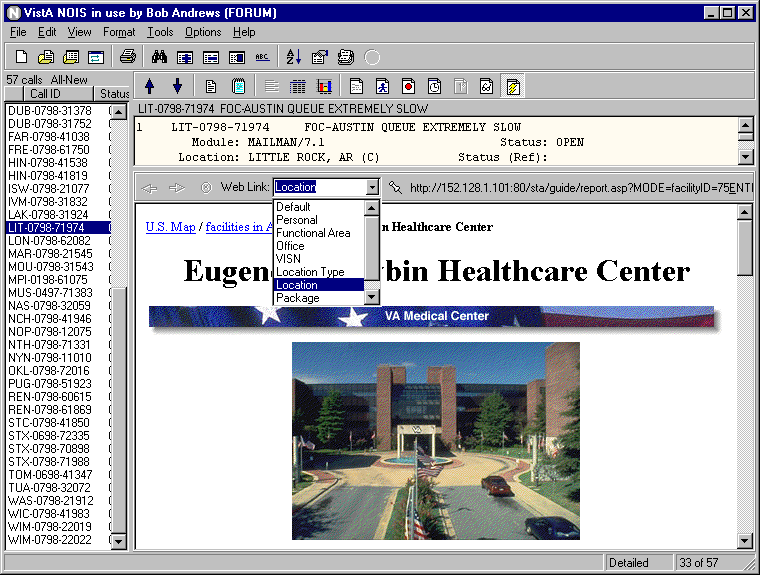 VistA NOIS in use by Bob Andrews (FORUM)
File Edit View Format Tools Options Help
57 calls All-New
Call ID Status
DUB-0798-31378
DUB-0798-31752
FAR-0798-41038
FRE-0798-61750
HIN-0798-41538
HIN-0798-41819
ISW-0798-21077
IVM-0798-31832
LAK-0798-31924
LIT-0798-71974
LON-0798-62082
MAR-0798-21545
MOU-0798-31543
MPI-0198-61075
MUS-0497-71383
NAS-0798-32059
NCH-0798-41946
NOP-0798-12075
NTH-0798-71331
NYN-0798-11010
OKL-0798-72016
PUG-0798-51923
REN-0798-60615
REN-0798-61869
STC-0798-41850
STX-0698-72335
STX-0798-70898
STX-0798-71988
TOM-0698-41347
TUA-0798-32072
WAS-0798-21912
WIC-0798-41983
WIM-0798-22019
WIM-0798-22022
LIT-0798-71974 FOC-AUSTIN QUEUE EXTREMELY SLOW
1 LIT-0798-71974 FOC-AUSTIN QUEUE EXTREMELY SLOW
Module: MAILMAN/7.1 Status: OPEN
Location: LITTLE ROCK, AR (C) Status (Ref):
Web Link: Location http://152.128.1.101:80/sta/guide/report.asp?MODE=facilityID=75ENTI
Default
Personal
Functional Area
Office
VISN
Location Type
Location
Package
U.S. Map / facilities in Healthcare Center
Healthcare Center
VA Medical Center
Detailed 33 of 57